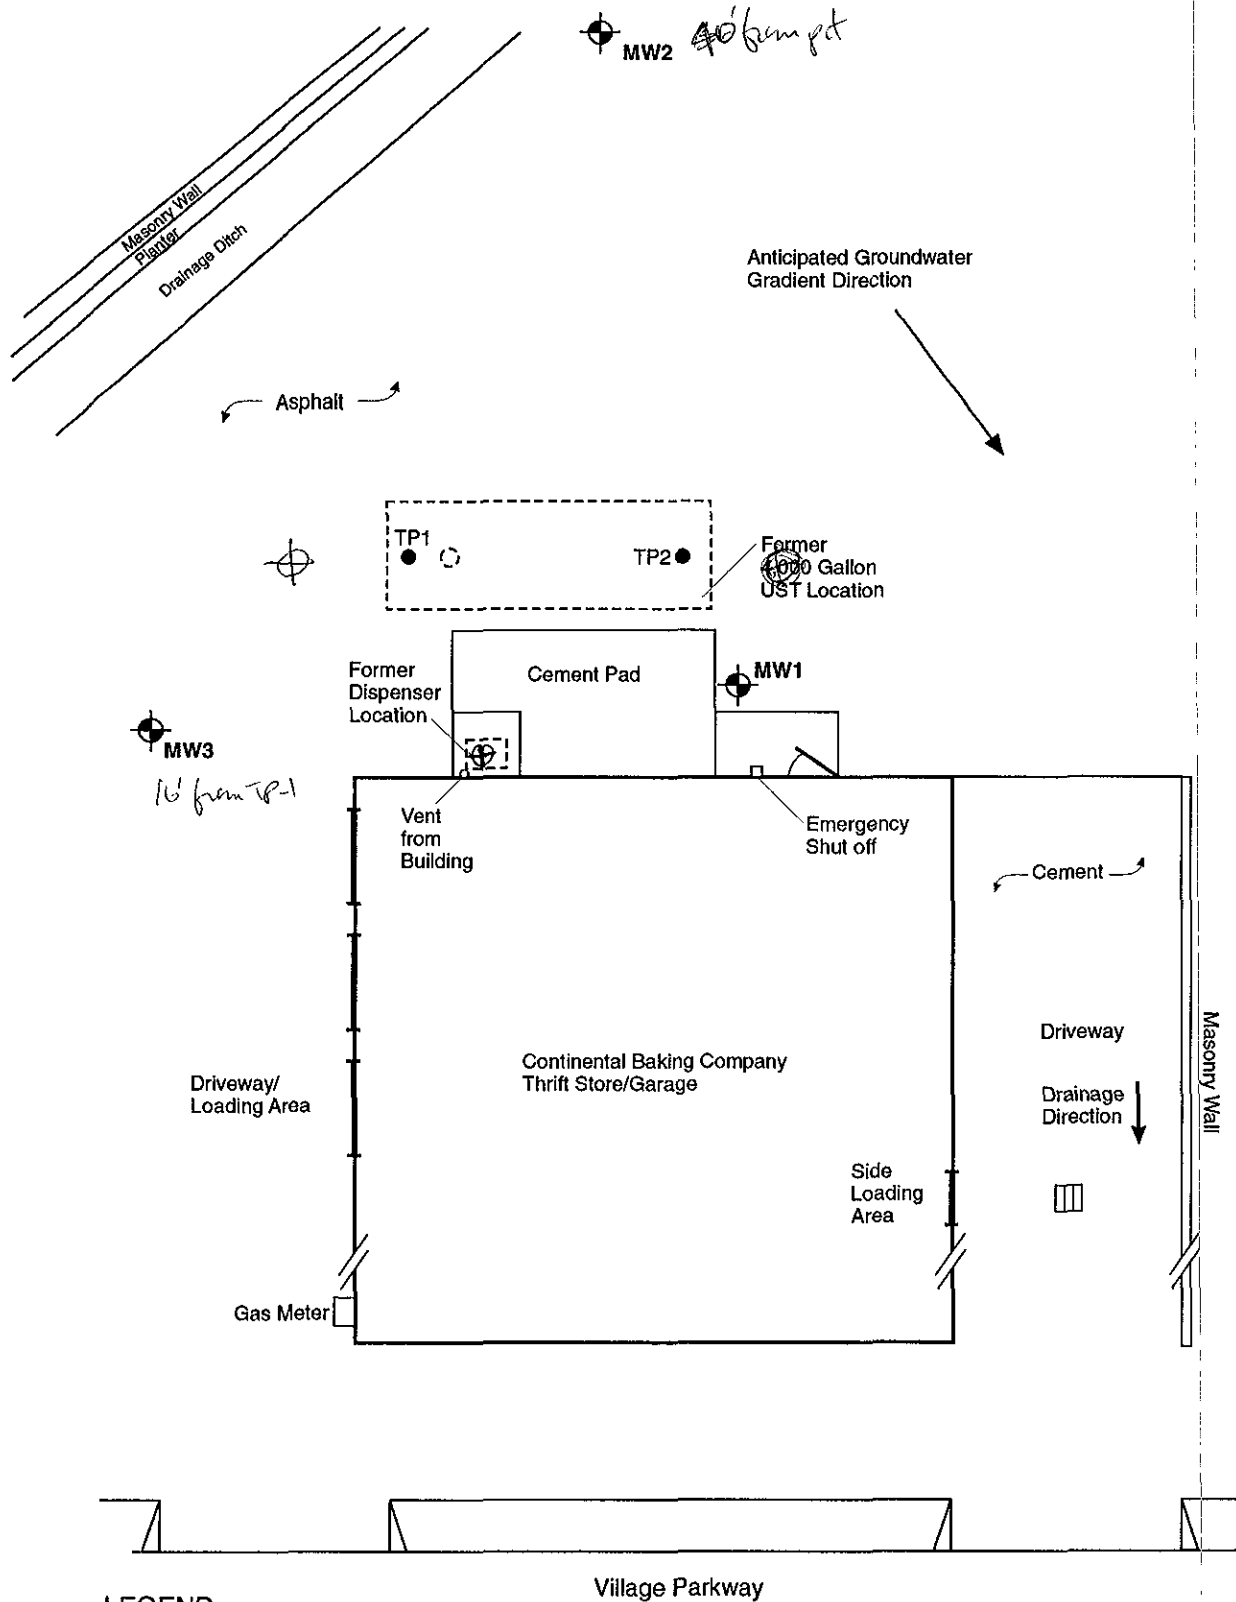 MW2
from pit
Masonry Wall
Planter
Drainage Ditch
Anticipated Groundwater
Gradient Direction
Asphalt
TP1
TP2
Former
4,000 Gallon
UST Location
Former
Dispenser
Location
Cement Pad
MW1
MW3
from TP-1
Vent
from
Building
Emergency
Shut off
Cement
Driveway/
Loading Area
Continental Baking Company
Thrift Store/Garage
Driveway
Drainage
Direction
Masonry Wall
Side
Loading
Area
Gas Meter
Village Parkway
LEGEND